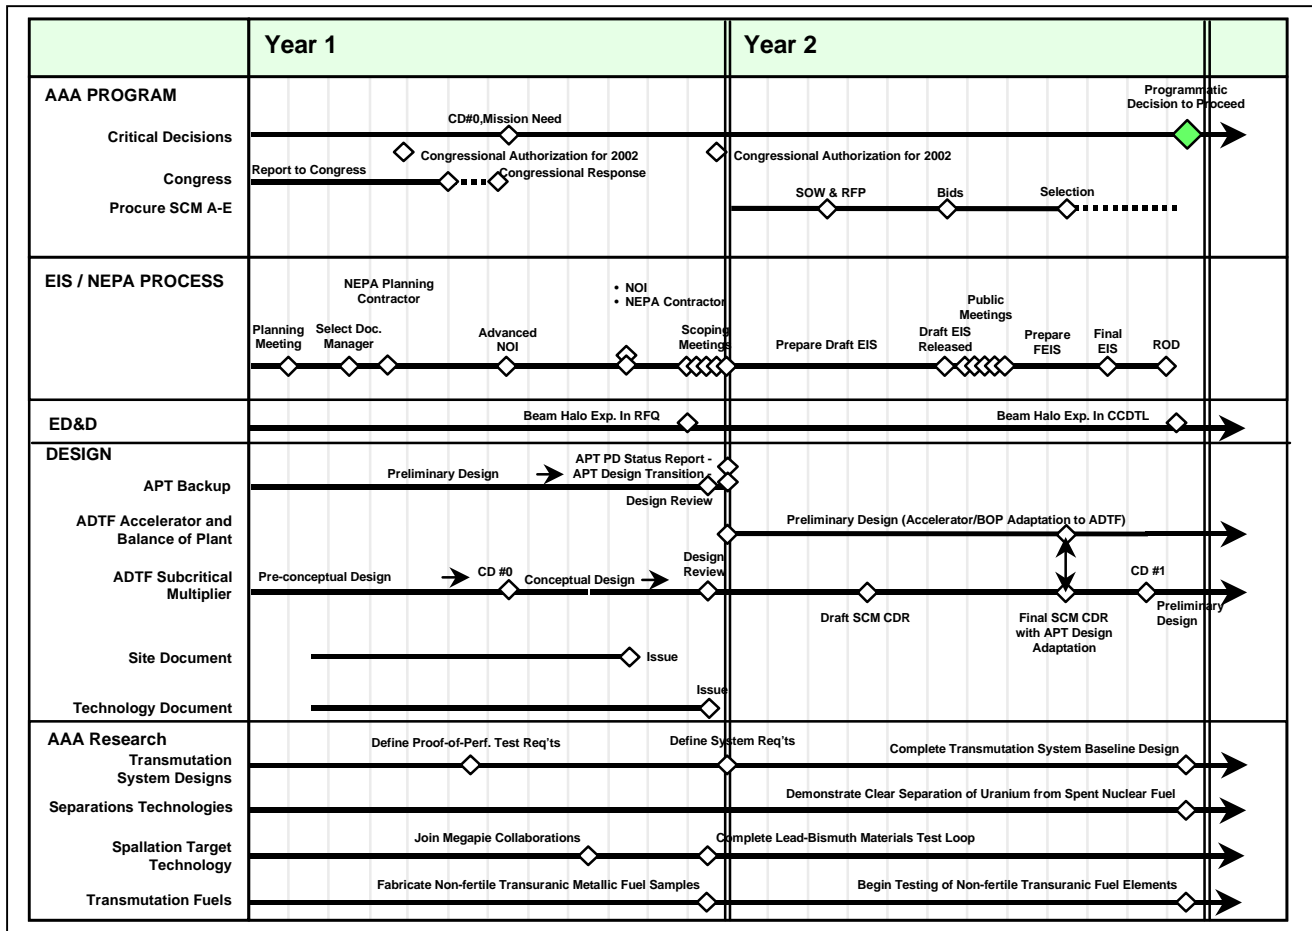 Year 1
Year 2
AAA PROGRAM
Programmatic
Decision to Proceed
CD#0,Mission Need
Critical Decisions
Congressional Authorization for 2002
Congressional Authorization for 2002
Report to Congress
Congressional Response
Congress
SOW & RFP
Bids
Selection
Procure SCM A-E
EIS / NEPA PROCESS
NEPA Planning
Contractor
• NOI
• NEPA Contractor
Public
Meetings
Planning
Meeting
Select Doc.
Manager
Advanced
NOI
Scoping
Meetings
Prepare Draft EIS
Draft EIS
Released
Prepare
FEIS
Final
EIS
ROD
ED&D
Beam Halo Exp. In RFQ
Beam Halo Exp. In CCDTL
DESIGN
APT PD Status Report -
Preliminary Design
APT Design Transition -
APT Backup
Design Review
ADTF Accelerator and
Balance of Plant
Preliminary Design (Accelerator/BOP Adaptation to ADTF)
ADTF Subcritical
Multiplier
Pre-conceptual Design
CD #0
Conceptual Design
Design
Review
CD #1
Draft SCM CDR
Final SCM CDR
with APT Design
Adaptation
Preliminary
Design
Site Document
Issue
Technology Document
Issue
AAA Research
Transmutation
System Designs
Define Proof-of-Perf. Test Req'ts
Define System Req'ts
Complete Transmutation System Baseline Design
Separations Technologies
Demonstrate Clear Separation of Uranium from Spent Nuclear Fuel
Spallation Target
Technology
Join Megapie Collaborations
Complete Lead-Bismuth Materials Test Loop
Transmutation Fuels
Fabricate Non-fertile Transuranic Metallic Fuel Samples
Begin Testing of Non-fertile Transuranic Fuel Elements